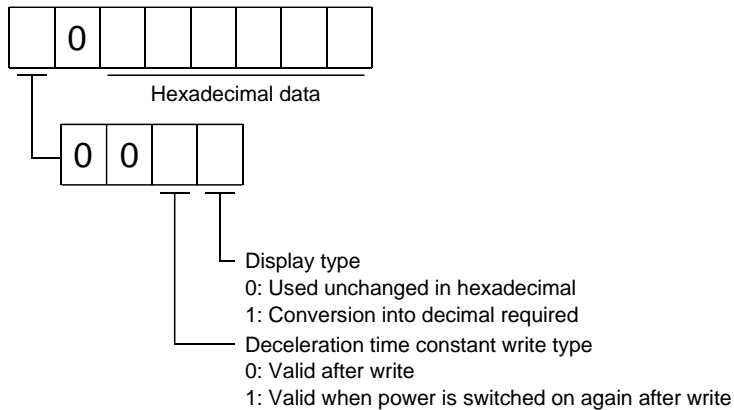 0
Hexadecimal data
0 0
Display type
0: Used unchanged in hexadecimal
1: Conversion into decimal required
Deceleration time constant write type
0: Valid after write
1: Valid when power is switched on again after write